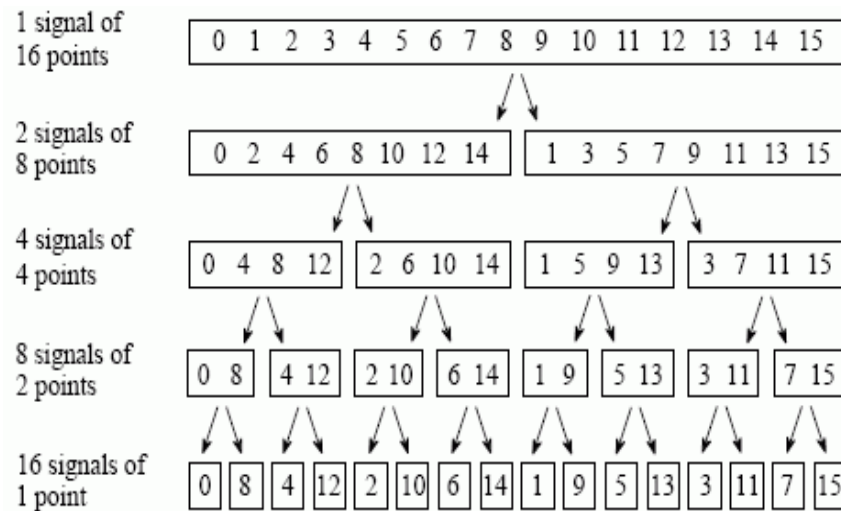 1 signal of
16 points
0 1 2 3 4 5 6 7 8 9 10 11 12 13 14 15
2 signals of
8 points
0 2 4 6 8 10 12 14 1 3 5 7 9 11 13 15
4 signals of
4 points
0 4 8 12 2 6 10 14 1 5 9 13 3 7 11 15
8 signals of
2 points
0 8 4 12 2 10 6 14 1 9 5 13 3 11 7 15
16 signals of
1 point
0 8 4 12 2 10 6 14 1 9 5 13 3 11 7 15